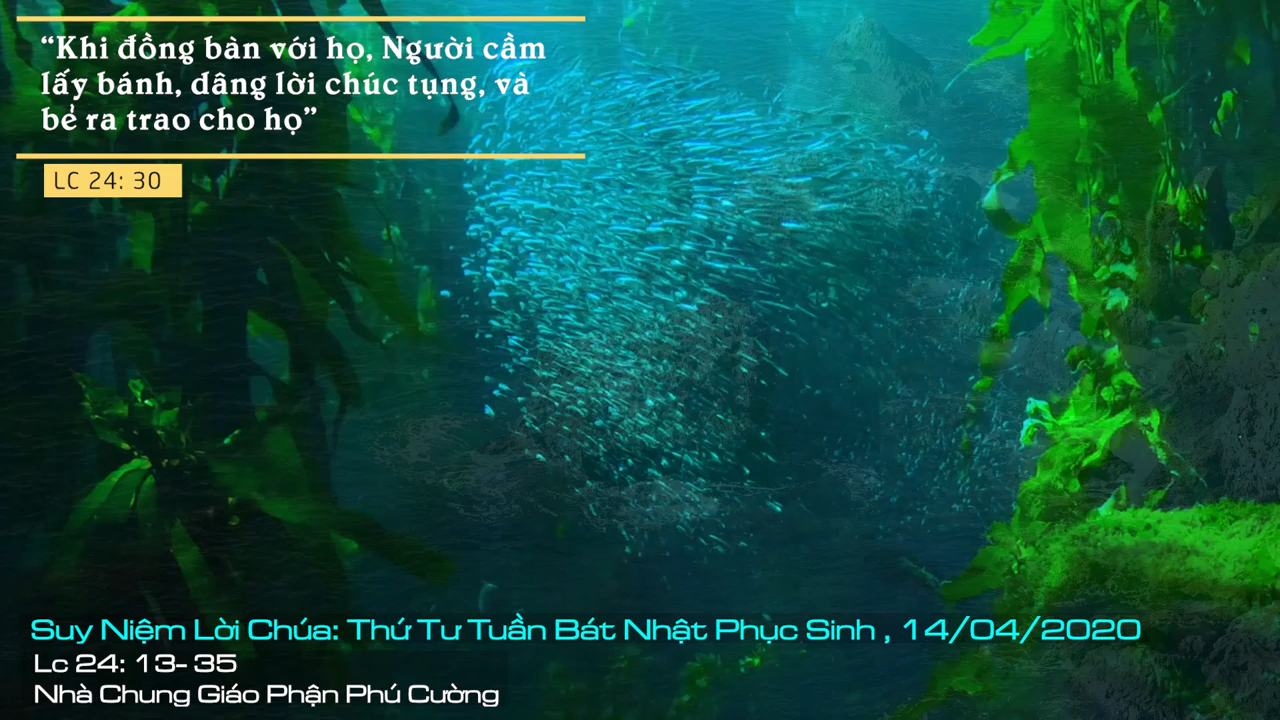 “Khi đồng bàn với họ, Người cầm
lấy bánh, dâng lời chúc tụng, và
bẻ ra trao cho họ”
LC 24: 30
Suy Niệm Lời Chúa: Thứ Tư Tuần Bát Nhật Phục Sinh , 14/04/2020
Lc 24: 13- 35
Nhà Chung Giáo Phận Phú Cường